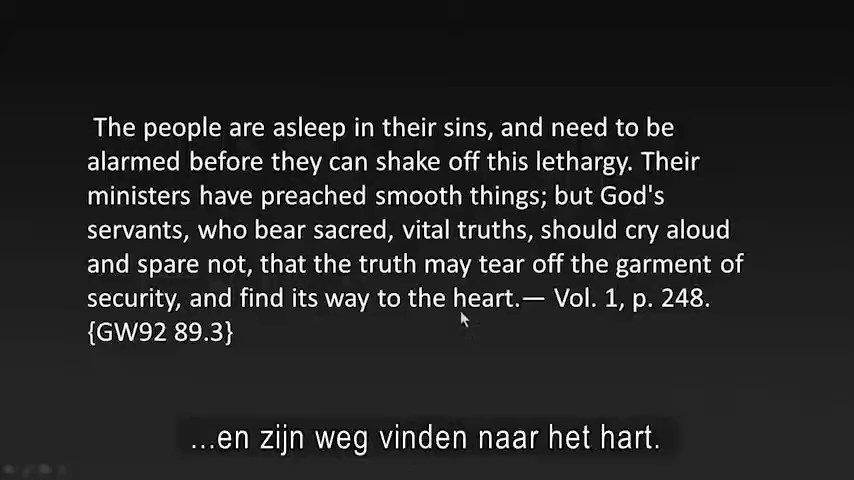 The people are asleep in their sins, and need to be
alarmed before they can shake off this lethargy. Their
ministers have preached smooth things; but God's
servants, who bear sacred, vital truths, should cry aloud
and spare not, that the truth may tear off the garment of
security, and find its way to the heart.— Vol. 1, p. 248.
{GW92 89.3}
...en zijn weg vinden naar het hart.